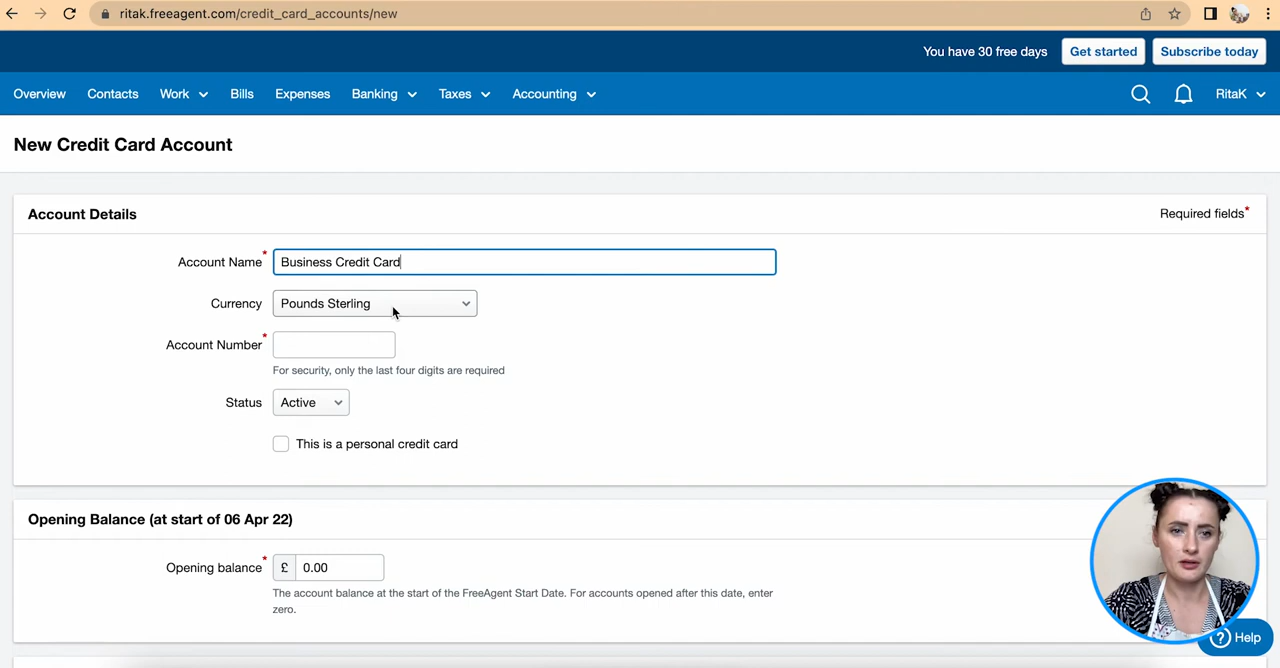 ritak.freeagent.com/credit_card_accounts/new
You have 30 free days Get started Subscribe today
Overview Contacts Work Bills Expenses Banking Taxes Accounting RitaK
New Credit Card Account
Account Details Required fields*
Account Name* Business Credit Card
Currency Pounds Sterling
Account Number*
For security, only the last four digits are required
Status Active
This is a personal credit card
Opening Balance (at start of 06 Apr 22)
Opening balance* £ 0.00
The account balance at the start of the FreeAgent Start Date. For accounts opened after this date, enter
zero.
? Help